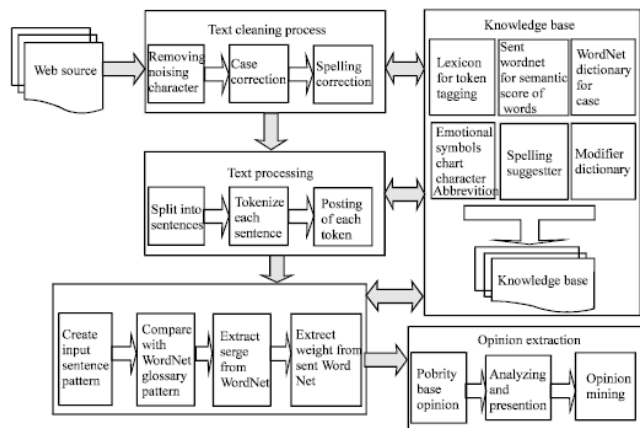 Text cleaning process
Web source
Removing
noising
character
Case
correction
Spelling
correction
Knowledge base
Lexicon
for token
tagging
Sent
wordnet
for semantic
score of
words
WordNet
dictionary
for
case
Emotional
symbols
chart
character
Abbrevition
Spelling
suggestter
Modifier
dictionary
Knowledge base
Text processing
Split into
sentences
Tokenize
each
sentence
Posting
of each
token
Create
input
sentence
pattern
Compare
with
WordNet
glossary
pattern
Extract
serge
from
WordNet
Extrect
weight from
sent Word
Net
Opinion extraction
Pobrity
base
opinion
Analyzing
and
presention
Opinion
mining